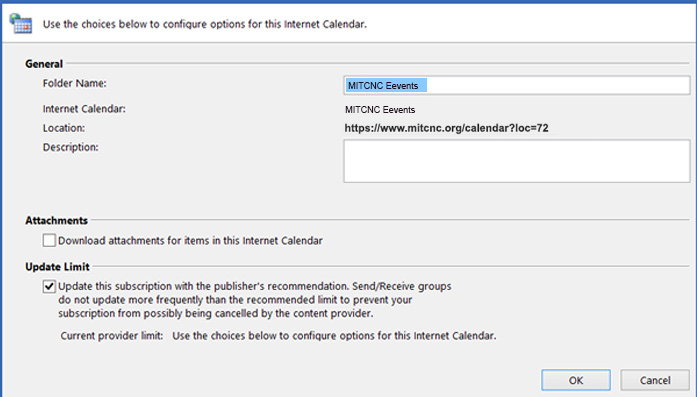 Use the choices below to configure options for this Internet Calendar.
General
Folder Name: MITCNC Eevents
Internet Calendar: MITCNC Eevents
Location: https://www.mitcnc.org/calendar?loc=72
Description:
Attachments
Download attachments for items in this Internet Calendar
Update Limit
Update this subscription with the publisher's recommendation. Send/Receive groups
do not update more frequently than the recommended limit to prevent your
subscription from possibly being cancelled by the content provider.
Current provider limit: Use the choices below to configure options for this Internet Calendar.
OK Cancel